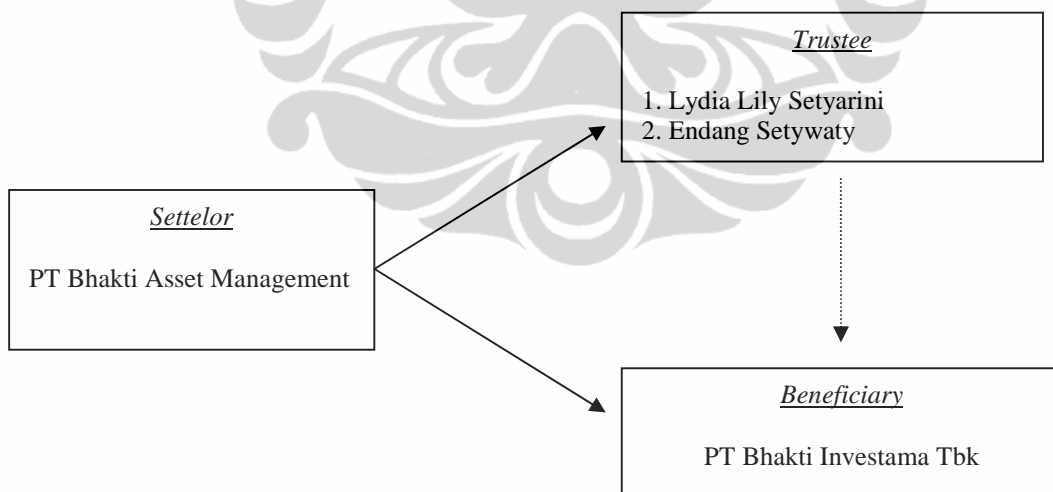 Trustee
1. Lydia Lily Setyarini
2. Endang Setywaty
Settelor
PT Bhakti Asset Management
Beneficiary
PT Bhakti Investama Tbk